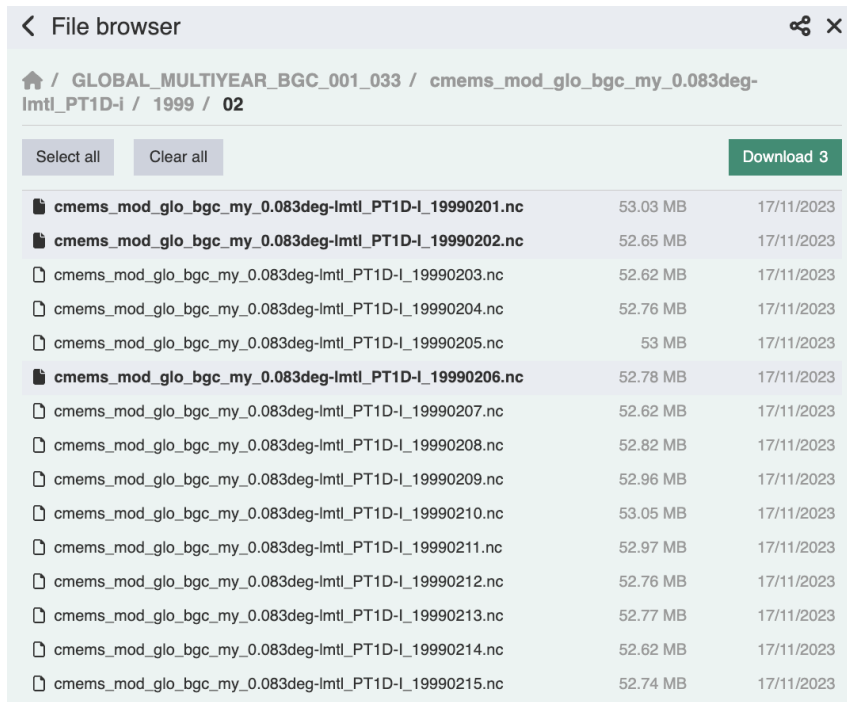 File browser
/ GLOBAL_MULTIYEAR_BGC_001_033 / cmems_mod_glo_bgc_my_0.083deg-
lmtl_PT1D-i / 1999 / 02
Select all Clear all Download 3
cmems_mod_glo_bgc_my_0.083deg-lmtl_PT1D-I_19990201.nc 53.03 MB 17/11/2023
cmems_mod_glo_bgc_my_0.083deg-lmtl_PT1D-I_19990202.nc 52.65 MB 17/11/2023
cmems_mod_glo_bgc_my_0.083deg-lmtl_PT1D-I_19990203.nc 52.62 MB 17/11/2023
cmems_mod_glo_bgc_my_0.083deg-lmtl_PT1D-I_19990204.nc 52.76 MB 17/11/2023
cmems_mod_glo_bgc_my_0.083deg-lmtl_PT1D-I_19990205.nc 53 MB 17/11/2023
cmems_mod_glo_bgc_my_0.083deg-lmtl_PT1D-I_19990206.nc 52.78 MB 17/11/2023
cmems_mod_glo_bgc_my_0.083deg-lmtl_PT1D-I_19990207.nc 52.62 MB 17/11/2023
cmems_mod_glo_bgc_my_0.083deg-lmtl_PT1D-I_19990208.nc 52.82 MB 17/11/2023
cmems_mod_glo_bgc_my_0.083deg-lmtl_PT1D-I_19990209.nc 52.96 MB 17/11/2023
cmems_mod_glo_bgc_my_0.083deg-lmtl_PT1D-I_19990210.nc 53.05 MB 17/11/2023
cmems_mod_glo_bgc_my_0.083deg-lmtl_PT1D-I_19990211.nc 52.97 MB 17/11/2023
cmems_mod_glo_bgc_my_0.083deg-lmtl_PT1D-I_19990212.nc 52.76 MB 17/11/2023
cmems_mod_glo_bgc_my_0.083deg-lmtl_PT1D-I_19990213.nc 52.77 MB 17/11/2023
cmems_mod_glo_bgc_my_0.083deg-lmtl_PT1D-I_19990214.nc 52.62 MB 17/11/2023
cmems_mod_glo_bgc_my_0.083deg-lmtl_PT1D-I_19990215.nc 52.74 MB 17/11/2023